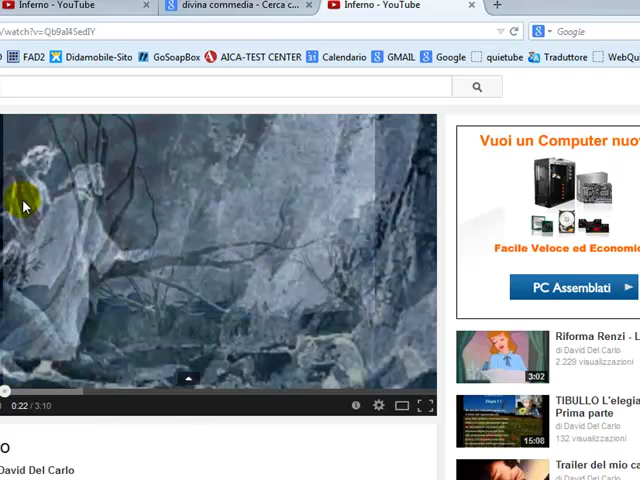 Inferno - YouTube
divina commedia - Cerca c...
Inferno - YouTube
/watch?v=Qb9aI4SedIY
Google
FAD2
Didamobile-Sito
GoSoapBox
AICA-TEST CENTER
Calendario
GMAIL
Google
quietube
Traduttore
WebQu
Vuoi un Computer nuo
Facile Veloce ed Economi
PC Assemblati
Riforma Renzi - L
di David Del Carlo
2.229 visualizzazioni
3:02
TIBULLO L'elegia
Prima parte
di David Del Carlo
132 visualizzazioni
15:08
0:22 / 3:10
o
David Del Carlo
Trailer del mio ca
di David Del Carlo